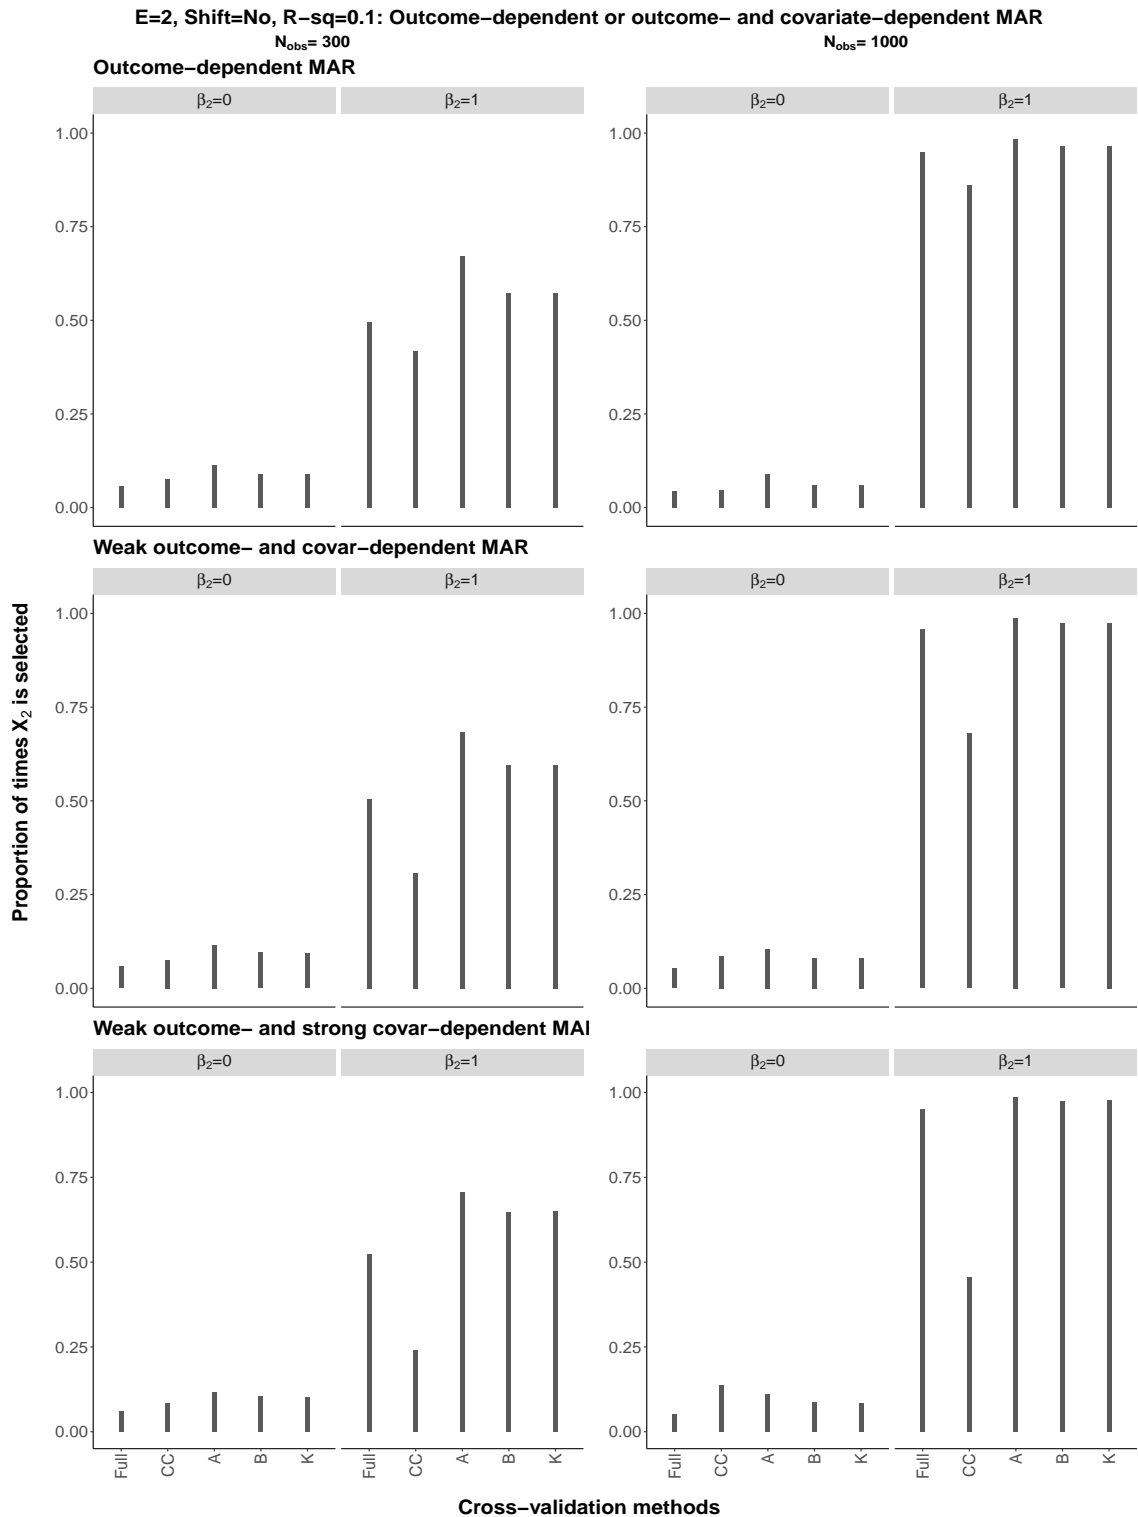 E=2, Shift=No, R−sq=0.1: Outcome−dependent or outcome− and covariate−dependent MAR
N_obs= 300 N_obs= 1000
Outcome−dependent MAR
β₂=0 β₂=1 β₂=0 β₂=1
1.00 1.00
0.75 0.75
0.50 0.50
0.25 0.25
0.00 0.00
Weak outcome− and covar−dependent MAR
β₂=0 β₂=1 β₂=0 β₂=1
1.00 1.00
0.75 0.75
0.50 0.50
0.25 0.25
0.00 0.00
Proportion of times X₂ is selected
Weak outcome− and strong covar−dependent MAI
β₂=0 β₂=1 β₂=0 β₂=1
1.00 1.00
0.75 0.75
0.50 0.50
0.25 0.25
0.00 0.00
Full CC A B K Full CC A B K Full CC A B K Full CC A B K
Cross−validation methods